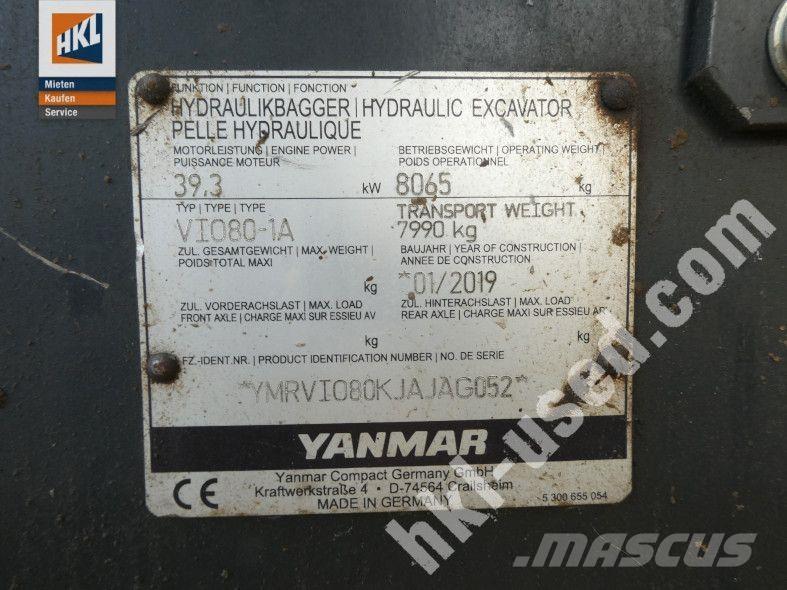 HKL
Mieten
Kaufen
Service
FUNKTION | FUNCTION | FONCTION
HYDRAULIKBAGGER | HYDRAULIC EXCAVATOR
PELLE HYDRAULIQUE
MOTORLEISTUNG | ENGINE POWER |
PUISSANCE MOTEUR
39.3 kW
BETRIEBSGEWICHT | OPERATING WEIGHT |
POIDS OPERATIONNEL
8065 kg
TYP | TYPE | TYPE
VIO80-1A
TRANSPORT WEIGHT
7990 kg
ZUL. GESAMTGEWICHT | MAX. WEIGHT |
POIDS TOTAL MAXI
kg
BAUJAHR | YEAR OF CONSTRUCTION |
ANNEE DE CONSTRUCTION
*01/2019
ZUL. VORDERACHSLAST | MAX. LOAD
FRONT AXLE | CHARGE MAXI SUR ESSIEU AV
kg
ZUL. HINTERACHSLAST | MAX. LOAD
REAR AXLE | CHARGE MAXI SUR ESSIEU AR
kg
FZ.-IDENT.NR. | PRODUCT IDENTIFICATION NUMBER | NO. DE SERIE
*YMRVIO80KJAJAG052*
YANMAR
Yanmar Compact Germany GmbH
Kraftwerkstraße 4 • D-74564 Crailsheim
MADE IN GERMANY
CE
5 300 655 054
hkl-used.com
MASCUS